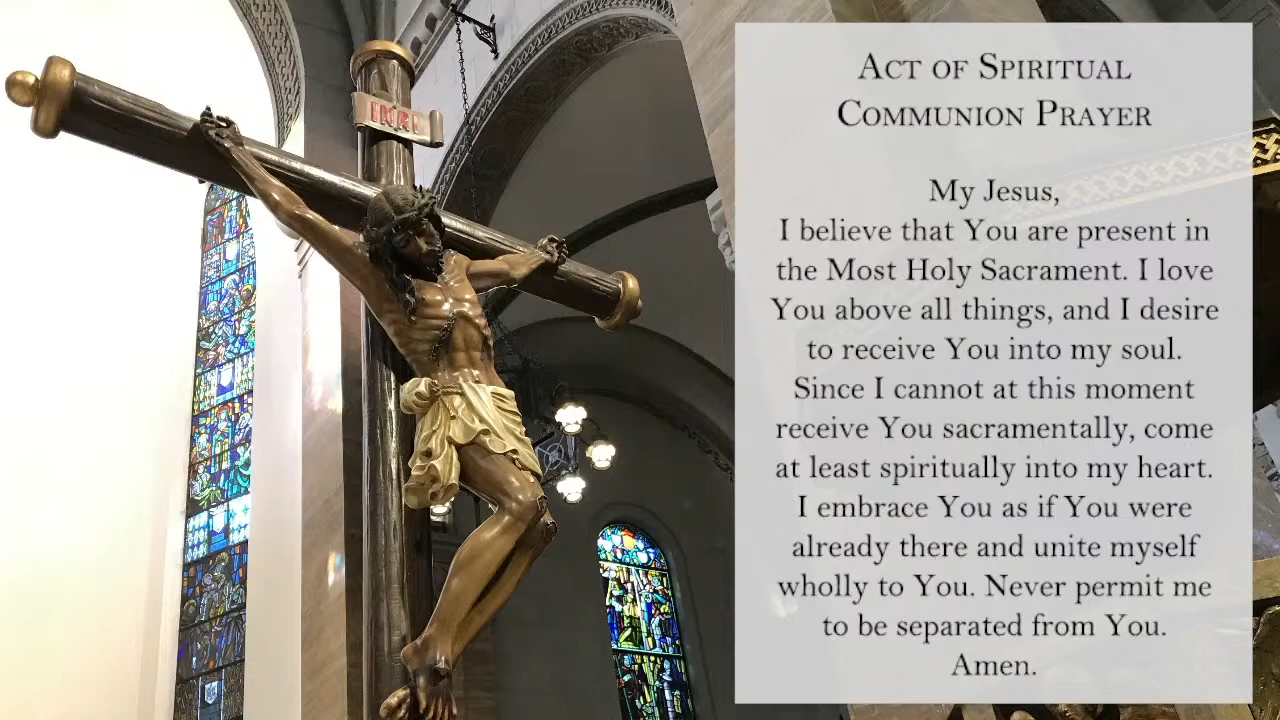 INRI
ACT OF SPIRITUAL
COMMUNION PRAYER
My Jesus,
I believe that You are present in
the Most Holy Sacrament. I love
You above all things, and I desire
to receive You into my soul.
Since I cannot at this moment
receive You sacramentally, come
at least spiritually into my heart.
I embrace You as if You were
already there and unite myself
wholly to You. Never permit me
to be separated from You.
Amen.